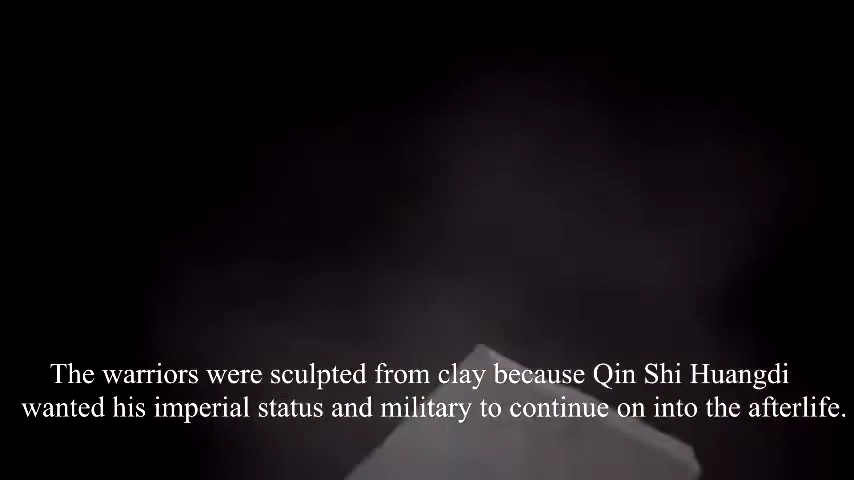 The warriors were sculpted from clay because Qin Shi Huangdi
wanted his imperial status and military to continue on into the afterlife.